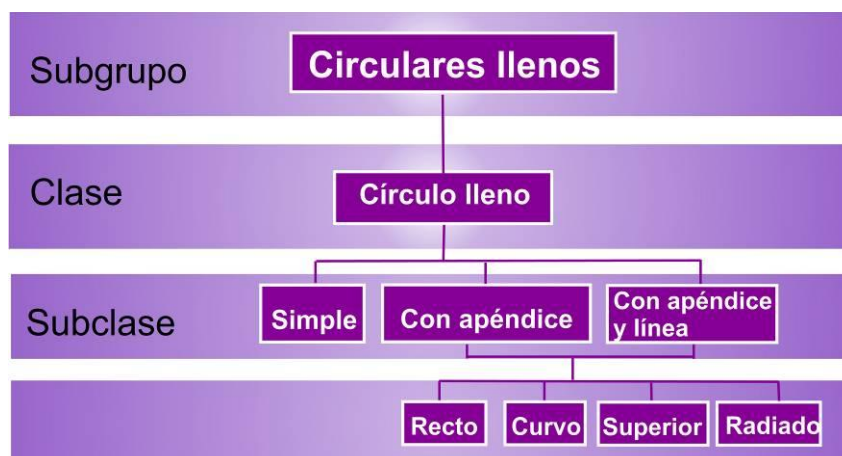 Subgrupo
Circulares llenos
Clase
Círculo lleno
Subclase
Simple
Con apéndice
Con apéndice
y línea
Recto
Curvo
Superior
Radiado